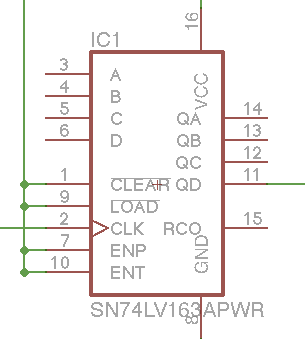 16
IC1
VCC
3 A
4 B
5 C
6 D
QA 14
QB 13
QC 12
1 CLEAR QD 11
9 LOAD
2 CLK RCO 15
7 ENP
10 ENT
GND
SN74LV163APWR
8